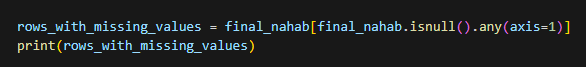 rows_with_missing_values = final_nahab[final_nahab.isnull().any(axis=1)]
print(rows_with_missing_values)